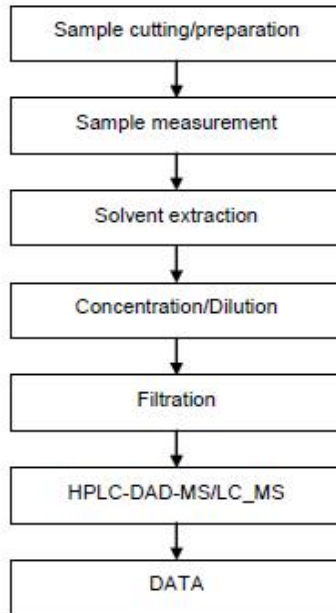 Sample cutting/preparation
Sample measurement
Solvent extraction
Concentration/Dilution
Filtration
HPLC-DAD-MS/LC_MS
DATA